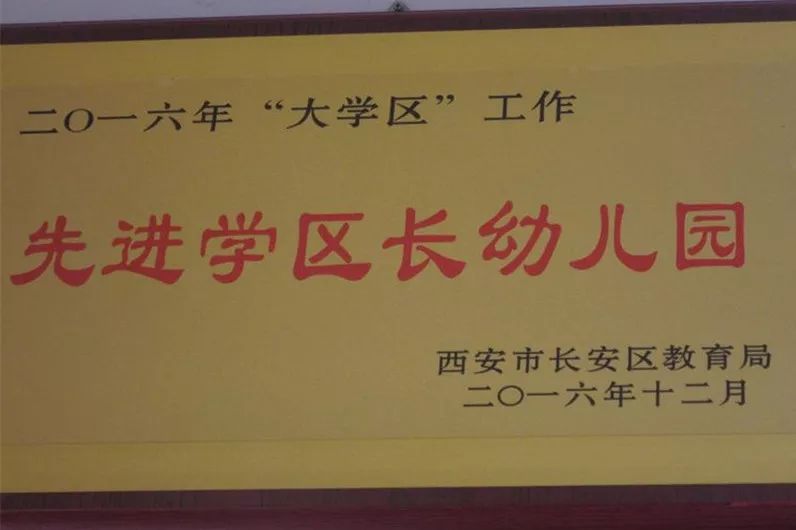 二〇一六年“大学区”工作
先进学区长幼儿园
西安市长安区教育局
二〇一六年十二月